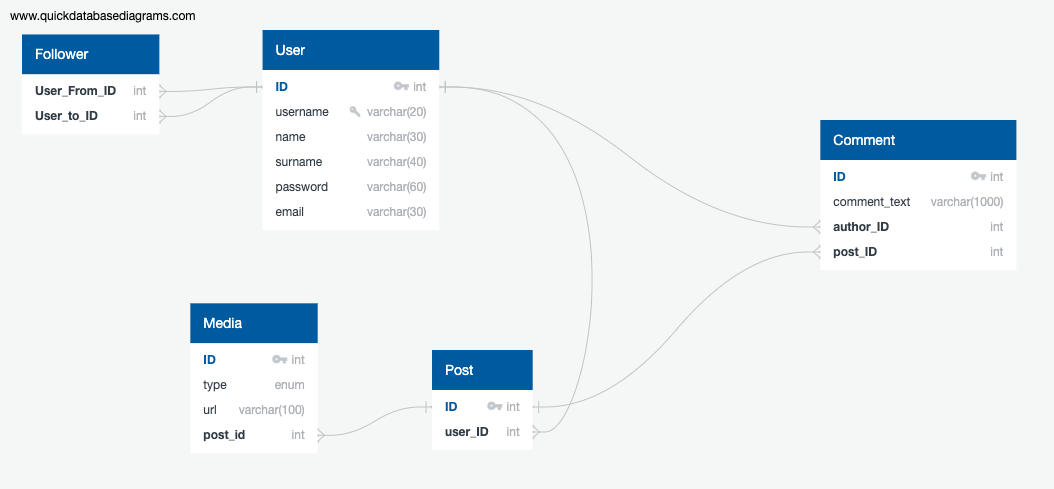 www.quickdatabasediagrams.com
Follower
User_From_ID int
User_to_ID int
User
ID int
username varchar(20)
name varchar(30)
surname varchar(40)
password varchar(60)
email varchar(30)
Comment
ID int
comment_text varchar(1000)
author_ID int
post_ID int
Media
ID int
type enum
url varchar(100)
post_id int
Post
ID int
user_ID int